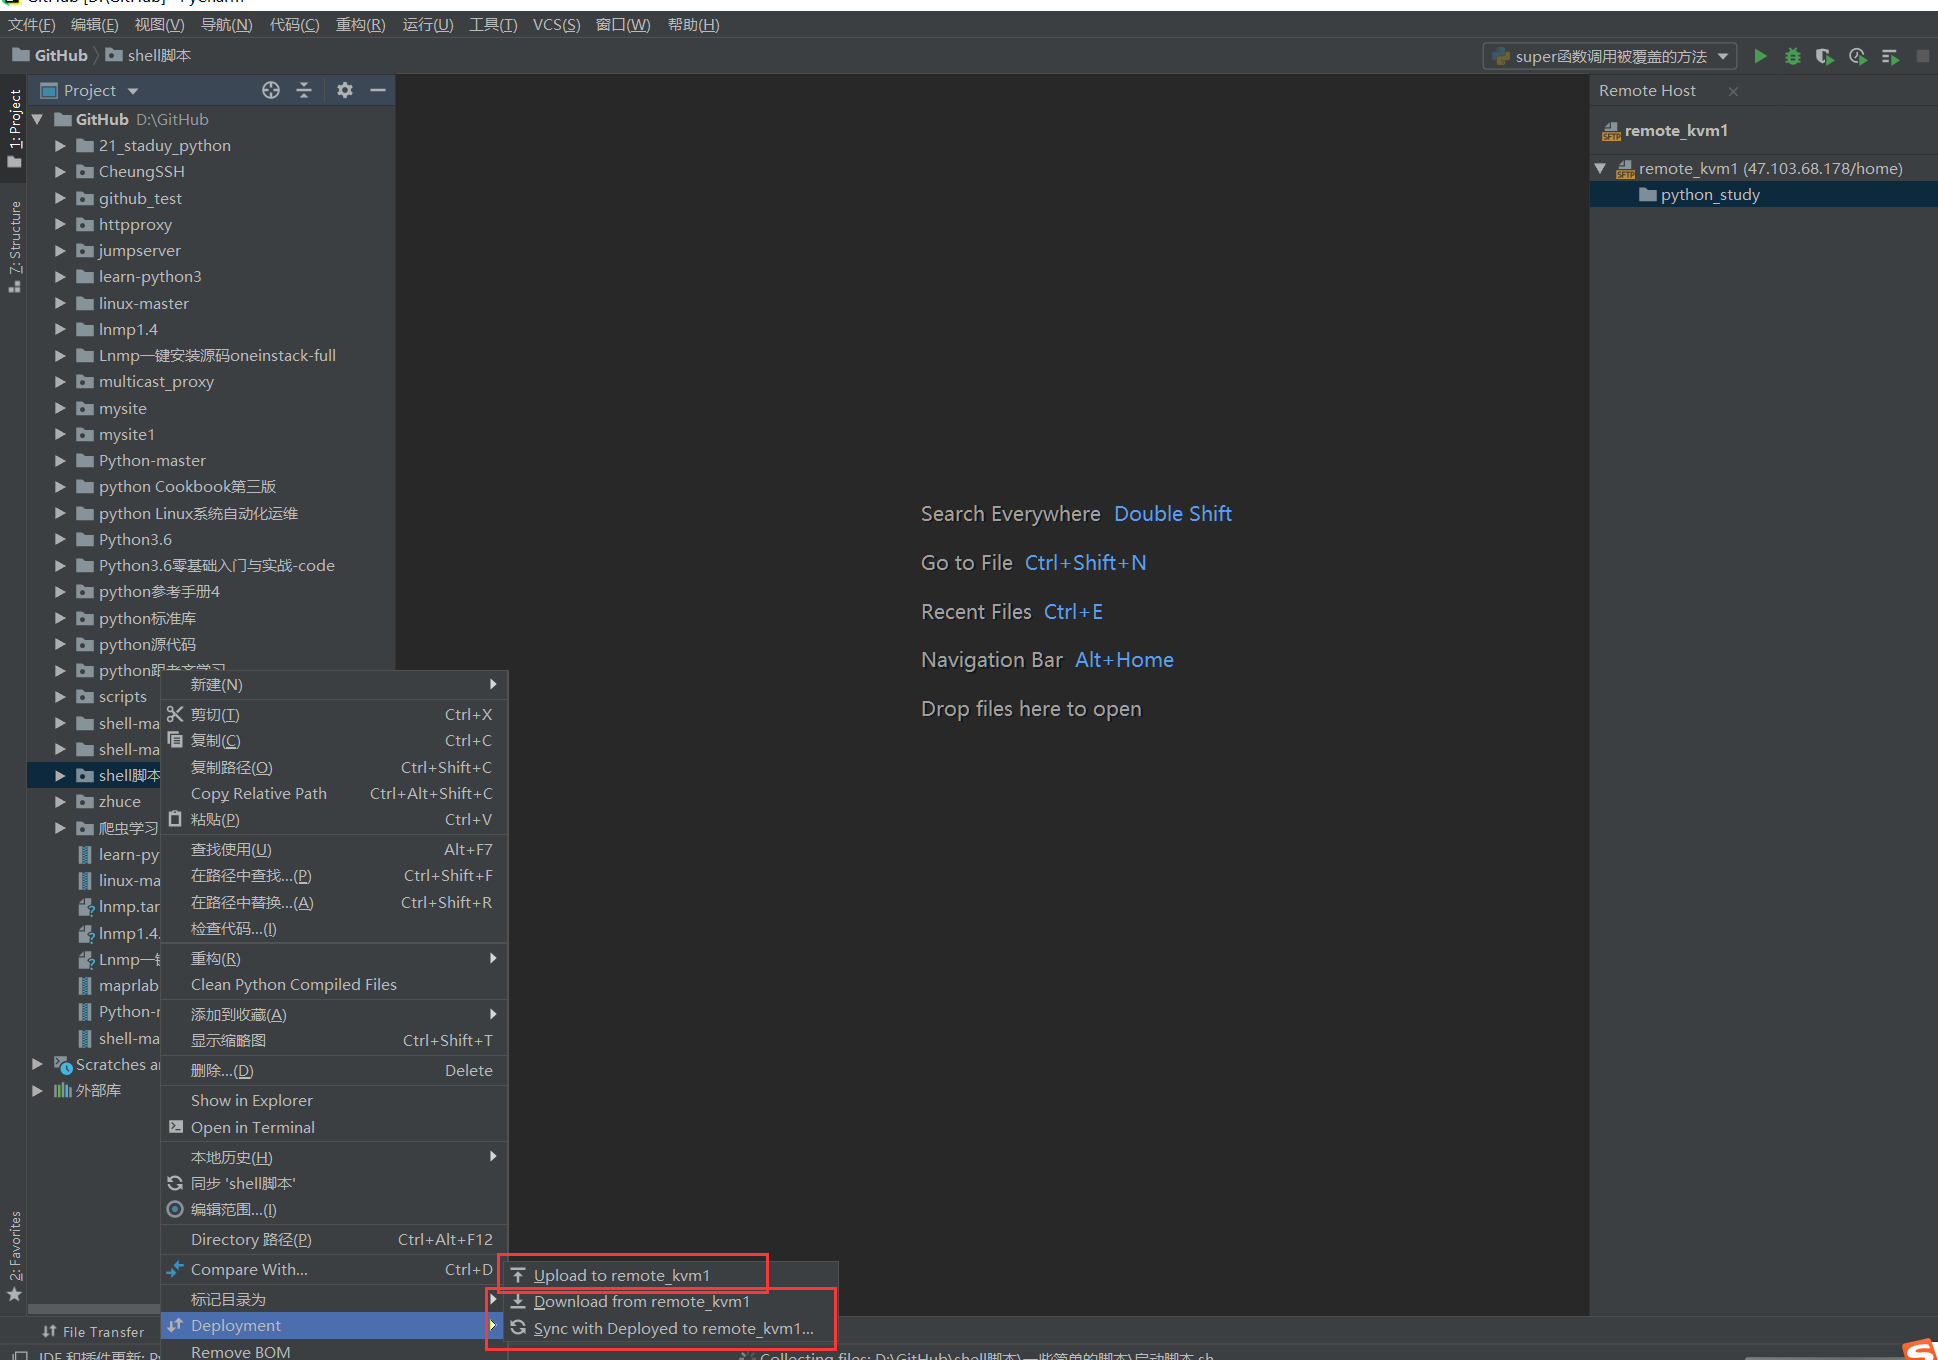 文件(F) 编辑(E) 视图(V) 导航(N) 代码(C) 重构(R) 运行(U) 工具(T) VCS(S) 窗口(W) 帮助(H)
GitHub shell脚本
super函数调用被覆盖的方法
1: Project
7: Structure
2: Favorites
Project
GitHub D:\GitHub
21_staduy_python
CheungSSH
github_test
httpproxy
jumpserver
learn-python3
linux-master
lnmp1.4
Lnmp一键安装源码oneinstack-full
multicast_proxy
mysite
mysite1
Python-master
python Cookbook第三版
python Linux系统自动化运维
Python3.6
Python3.6零基础入门与实战-code
python参考手册4
python标准库
python源代码
python跟老齐学习
scripts
shell-ma
shell-ma
shell脚本
zhuce
爬虫学习
learn-py
linux-ma
lnmp.tar
lnmp1.4.
Lnmp一键
maprlab
Python-r
shell-ma
Scratches a
外部库
新建(N)
剪切(T) Ctrl+X
复制(C) Ctrl+C
复制路径(O) Ctrl+Shift+C
Copy Relative Path Ctrl+Alt+Shift+C
粘贴(P) Ctrl+V
查找使用(U) Alt+F7
在路径中查找...(P) Ctrl+Shift+F
在路径中替换...(A) Ctrl+Shift+R
检查代码...(I)
重构(R)
Clean Python Compiled Files
添加到收藏(A)
显示缩略图 Ctrl+Shift+T
删除...(D) Delete
Show in Explorer
Open in Terminal
本地历史(H)
同步 'shell脚本'
编辑范围...(I)
Directory 路径(P) Ctrl+Alt+F12
Compare With... Ctrl+D
标记目录为
Deployment
Remove BOM
Upload to remote_kvm1
Download from remote_kvm1
Sync with Deployed to remote_kvm1...
Search Everywhere Double Shift
Go to File Ctrl+Shift+N
Recent Files Ctrl+E
Navigation Bar Alt+Home
Drop files here to open
Remote Host
remote_kvm1
SFTP
remote_kvm1 (47.103.68.178/home)
SFTP
python_study
File Transfer
Collecting files: D:\GitHub\shell脚本\一些简单的脚本\启动脚本.sh